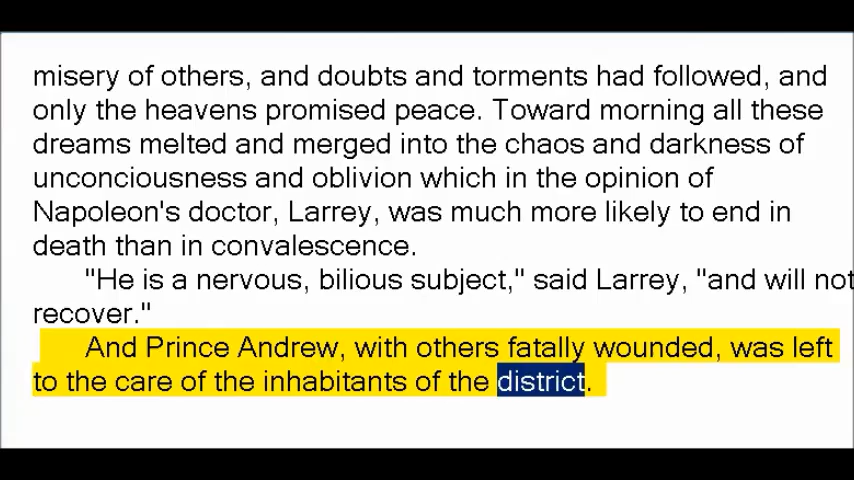 misery of others, and doubts and torments had followed, and
only the heavens promised peace. Toward morning all these
dreams melted and merged into the chaos and darkness of
unconciousness and oblivion which in the opinion of
Napoleon's doctor, Larrey, was much more likely to end in
death than in convalescence.
"He is a nervous, bilious subject," said Larrey, "and will not
recover."
And Prince Andrew, with others fatally wounded, was left
to the care of the inhabitants of the district.